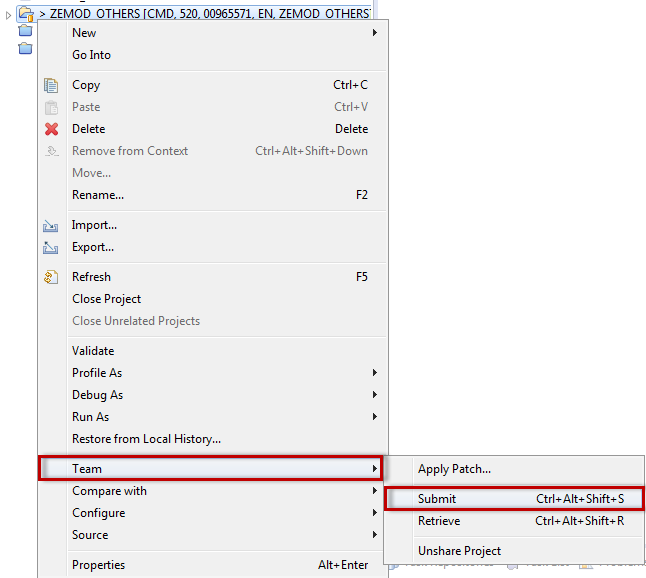 > ZEMOD_OTHERS [CMD, 520, 00965571, EN, ZEMOD_OTHERS
New
Go Into
Copy Ctrl+C
Paste Ctrl+V
Delete Delete
Remove from Context Ctrl+Alt+Shift+Down
Move...
Rename... F2
Import...
Export...
Refresh F5
Close Project
Close Unrelated Projects
Validate
Profile As
Debug As
Run As
Restore from Local History...
Team
Apply Patch...
Compare with
Submit Ctrl+Alt+Shift+S
Configure
Retrieve Ctrl+Alt+Shift+R
Source
Unshare Project
Properties Alt+Enter